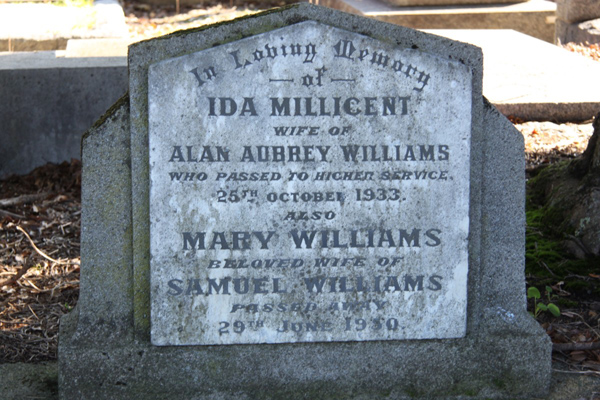 In Loving Memory
— of —
IDA MILLICENT
WIFE OF
ALAN AUBREY WILLIAMS
WHO PASSED TO HIGHER SERVICE.
25TH OCTOBER 1933.
ALSO
MARY WILLIAMS
BELOVED WIFE OF
SAMUEL WILLIAMS
PASSED AWAY
29TH JUNE